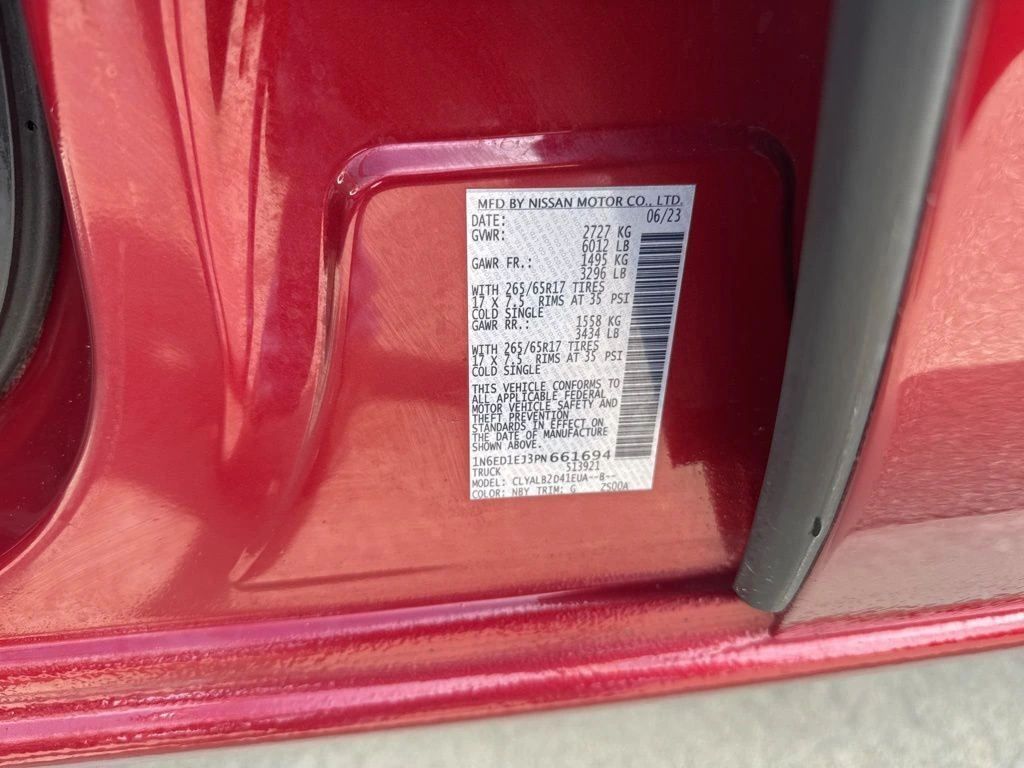 MFD BY NISSAN MOTOR CO., LTD.
DATE: 06/23
GVWR: 2727 KG
6012 LB
GAWR FR.: 1495 KG
3296 LB
WITH 265/65R17 TIRES
17 X 7.5 RIMS AT 35 PSI
COLD SINGLE
GAWR RR.: 1558 KG
3434 LB
WITH 265/65R17 TIRES
17 X 7.5 RIMS AT 35 PSI
COLD SINGLE
THIS VEHICLE CONFORMS TO
ALL APPLICABLE FEDERAL
MOTOR VEHICLE SAFETY AND
THEFT PREVENTION
STANDARDS IN EFFECT ON
THE DATE OF MANUFACTURE
SHOWN ABOVE.
1N6ED1EJ3PN661694
TRUCK 513921
MODEL: CLYALB2D41EUA--B--
COLOR: NBY TRIM: G ZS00A